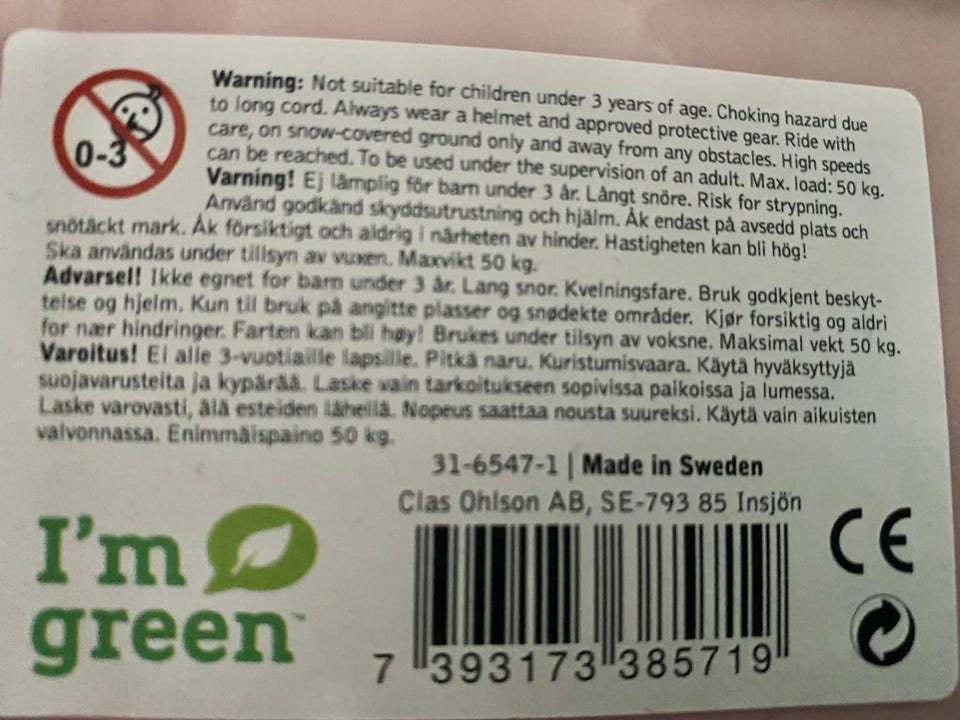 0-3
Warning: Not suitable for children under 3 years of age. Choking hazard due
to long cord. Always wear a helmet and approved protective gear. Ride with
care, on snow-covered ground only and away from any obstacles. High speeds
can be reached. To be used under the supervision of an adult. Max. load: 50 kg.
Varning! Ej lämplig för barn under 3 år. Långt snöre. Risk for strypning.
Använd godkänd skyddsutrustning och hjälm. Åk endast på avsedd plats och
snötäckt mark. Åk försiktigt och aldrig i närheten av hinder. Hastigheten kan bli hög!
Ska användas under tillsyn av vuxen. Maxvikt 50 kg.
Advarsel! Ikke egnet for barn under 3 år. Lang snor. Kvelningsfare. Bruk godkjent beskyt-
telse og hjelm. Kun til bruk på angitte plasser og snødekte områder. Kjør forsiktig og aldri
for nær hindringer. Farten kan bli høy! Brukes under tilsyn av voksne. Maksimal vekt 50 kg.
Varoitus! Ei alle 3-vuotiaille lapsille. Pitkä naru. Kuristumisvaara. Käytä hyväksyttyjä
suojavarusteita ja kypärää. Laske vain tarkoitukseen sopivissa paikoissa ja lumessa.
Laske varovasti, älä esteiden lähellä. Nopeus saattaa nousta suureksi. Käytä vain aikuisten
valvonnassa. Enimmäispaino 50 kg.
31-6547-1 | Made in Sweden
Clas Ohlson AB, SE-793 85 Insjön
I'm
green™
CE
7 393173 385719